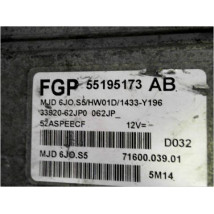 FGP 55195173 AB
MJD 6JO.S5/HW01D/1433-Y196
33920-62JP0 062JP_
52ASPEECF 12V=
D032
MJD 6JO.S5 71600.039.01
5M14